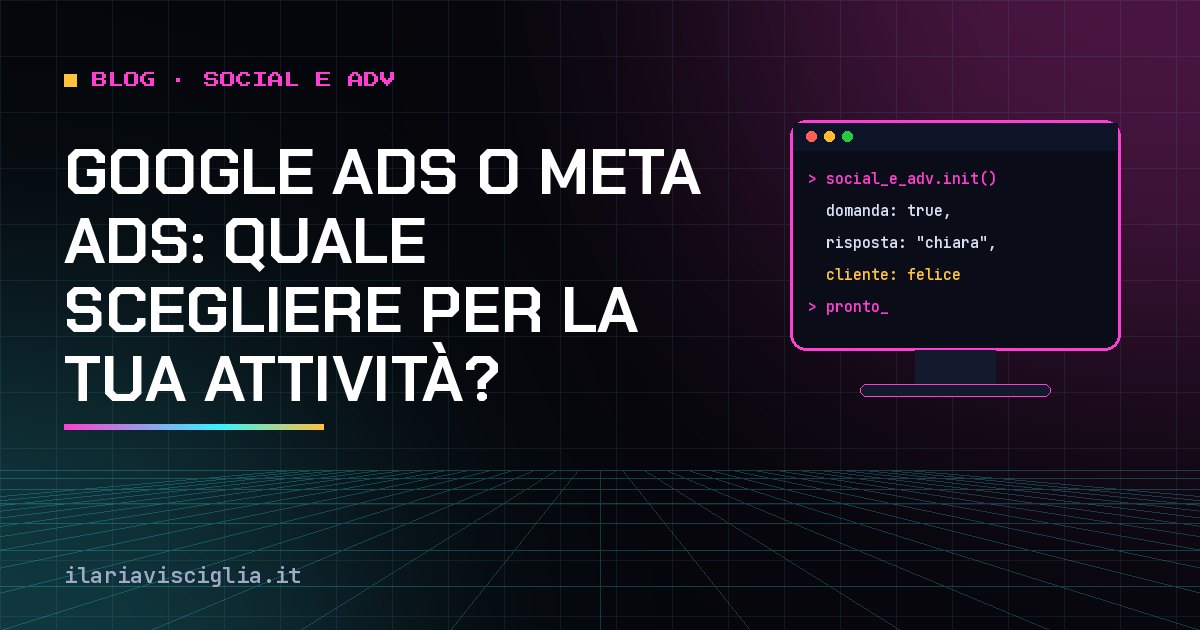 BLOG · SOCIAL E ADV
GOOGLE ADS O META
ADS: QUALE
SCEGLIERE PER LA
TUA ATTIVITÀ?
> social_e_adv.init()
domanda: true,
risposta: "chiara",
cliente: felice
> pronto_
ilariavisciglia.it